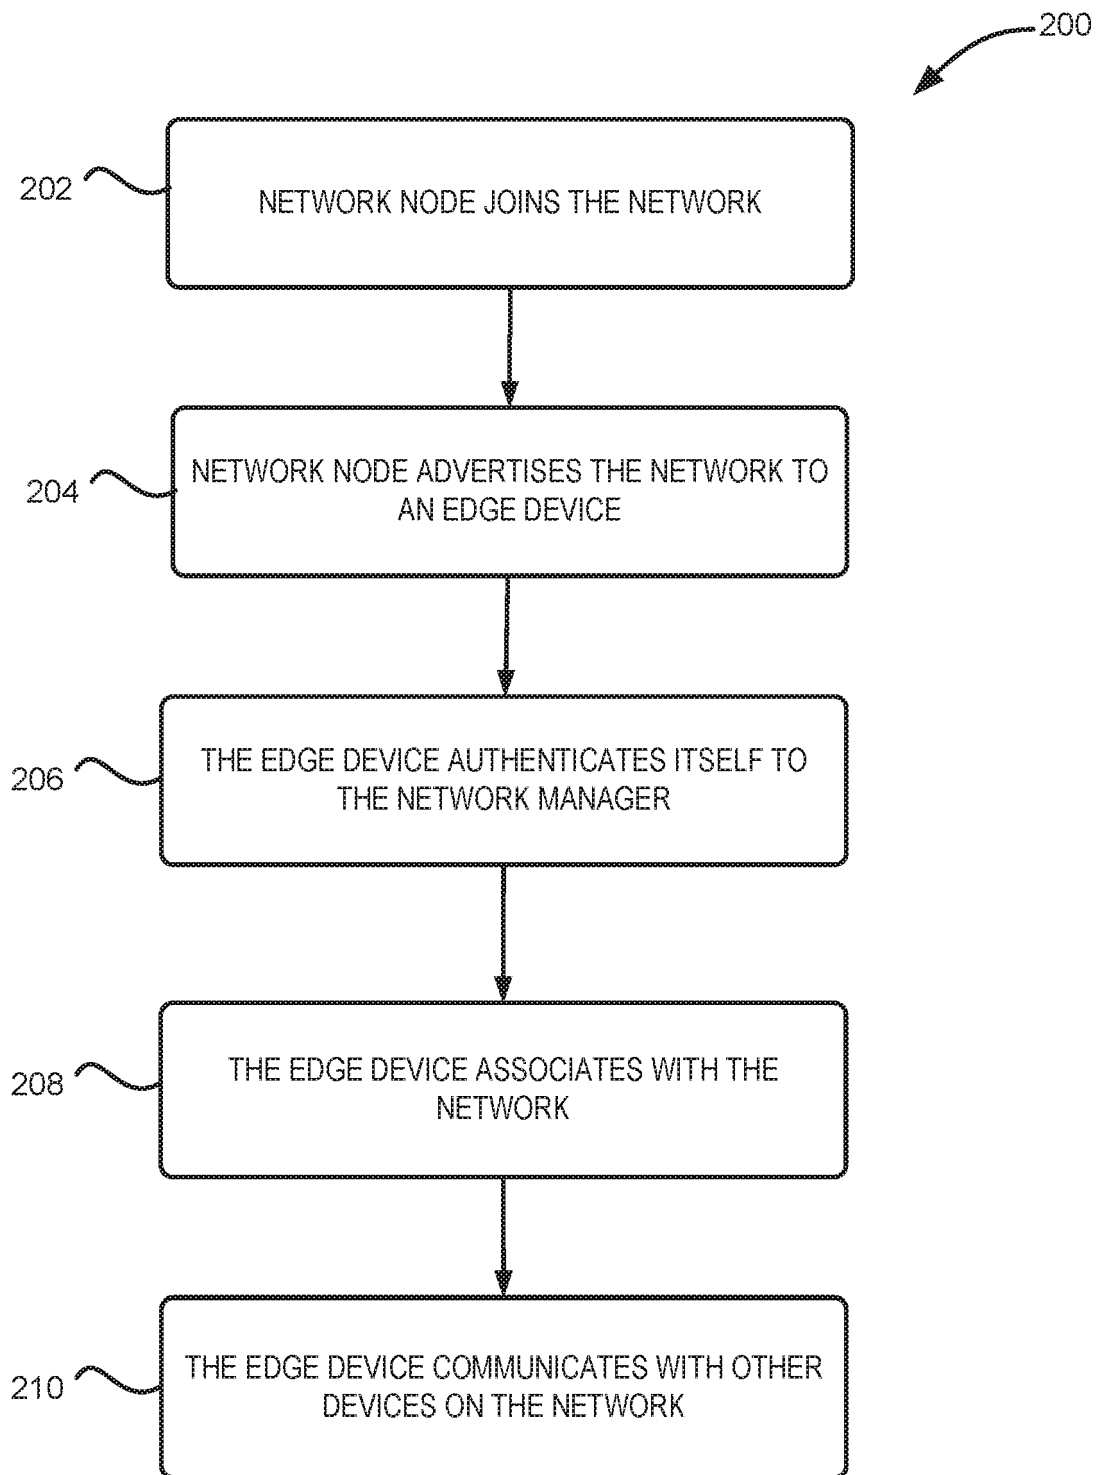 200
202
NETWORK NODE JOINS THE NETWORK
204
NETWORK NODE ADVERTISES THE NETWORK TO
AN EDGE DEVICE
206
THE EDGE DEVICE AUTHENTICATES ITSELF TO
THE NETWORK MANAGER
208
THE EDGE DEVICE ASSOCIATES WITH THE
NETWORK
210
THE EDGE DEVICE COMMUNICATES WITH OTHER
DEVICES ON THE NETWORK